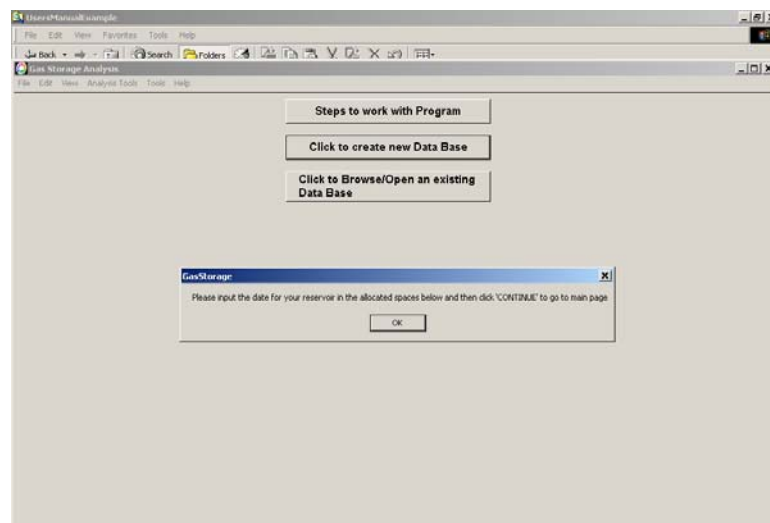 UsersManualExample
File Edit View Favorites Tools Help
Back Search Folders
Gas Storage Analysis
File Edit View Analysis Tools Tools Help
Steps to work with Program
Click to create new Data Base
Click to Browse/Open an existing
Data Base
GasStorage
Please input the date for your reservoir in the allocated spaces below and then click 'CONTINUE' to go to main page
OK